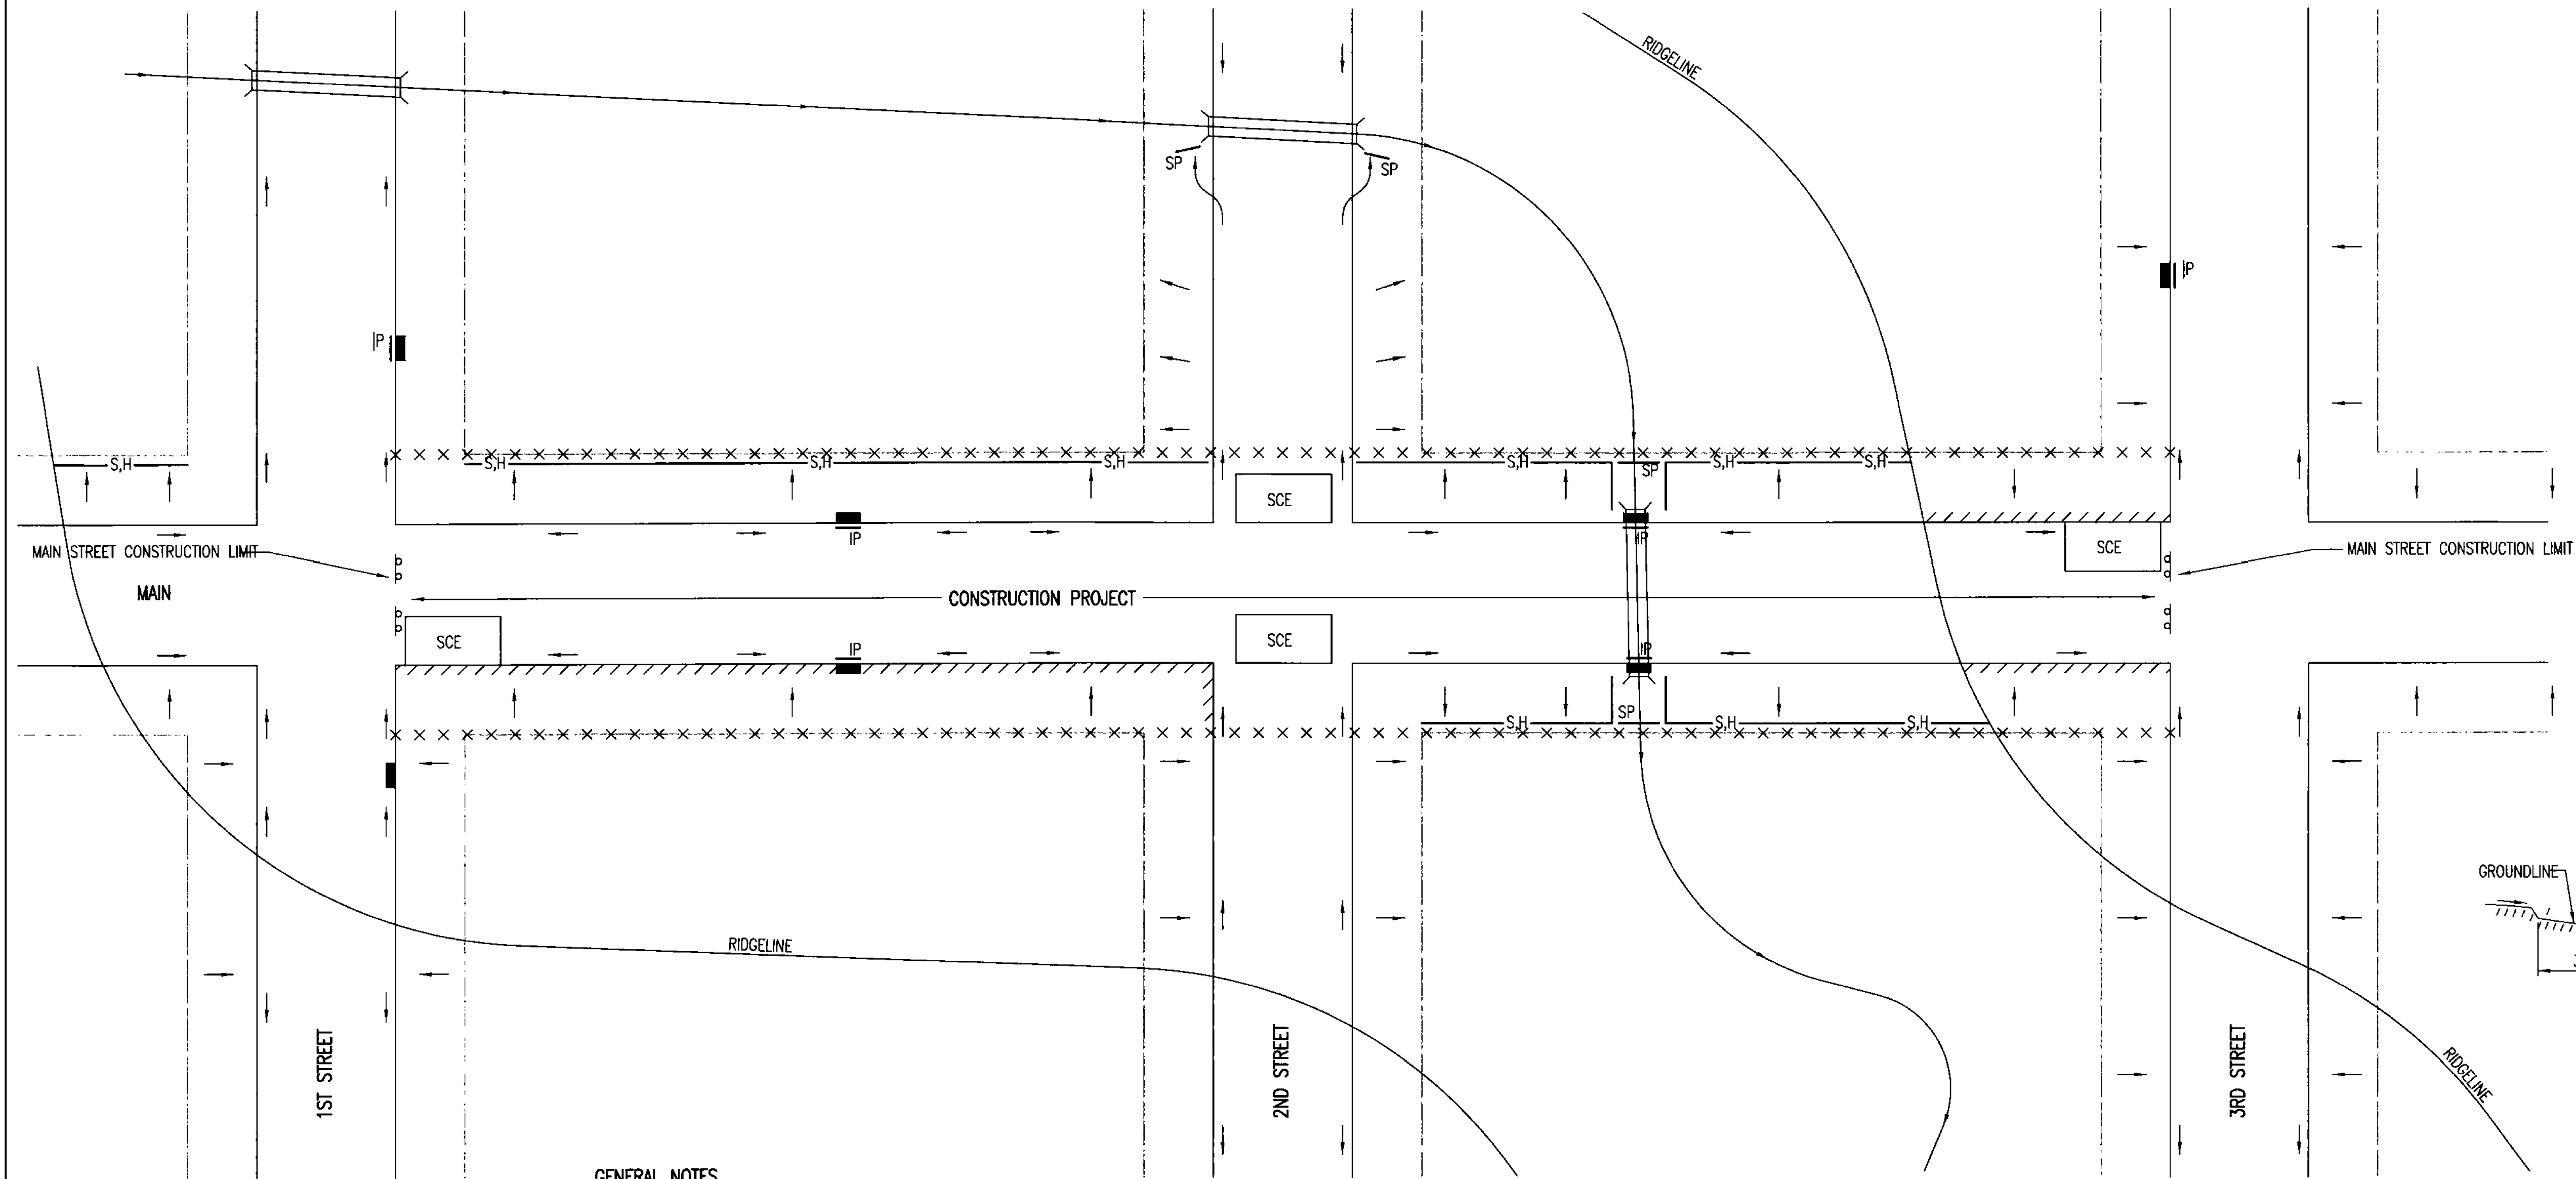 RIDGELINE
SP
SP
IP
IP
S,H
S,H
S,H
S,H
S,H
SP
S,H
S,H
SCE
IP
IP
SCE
MAIN STREET CONSTRUCTION LIMIT
MAIN STREET CONSTRUCTION LIMIT
MAIN
CONSTRUCTION PROJECT
SCE
SCE
IP
IP
S,H
SP
S,H
S,H
RIDGELINE
GROUNDLINE
1ST STREET
2ND STREET
3RD STREET
RIDGELINE
GENERAL NOTES